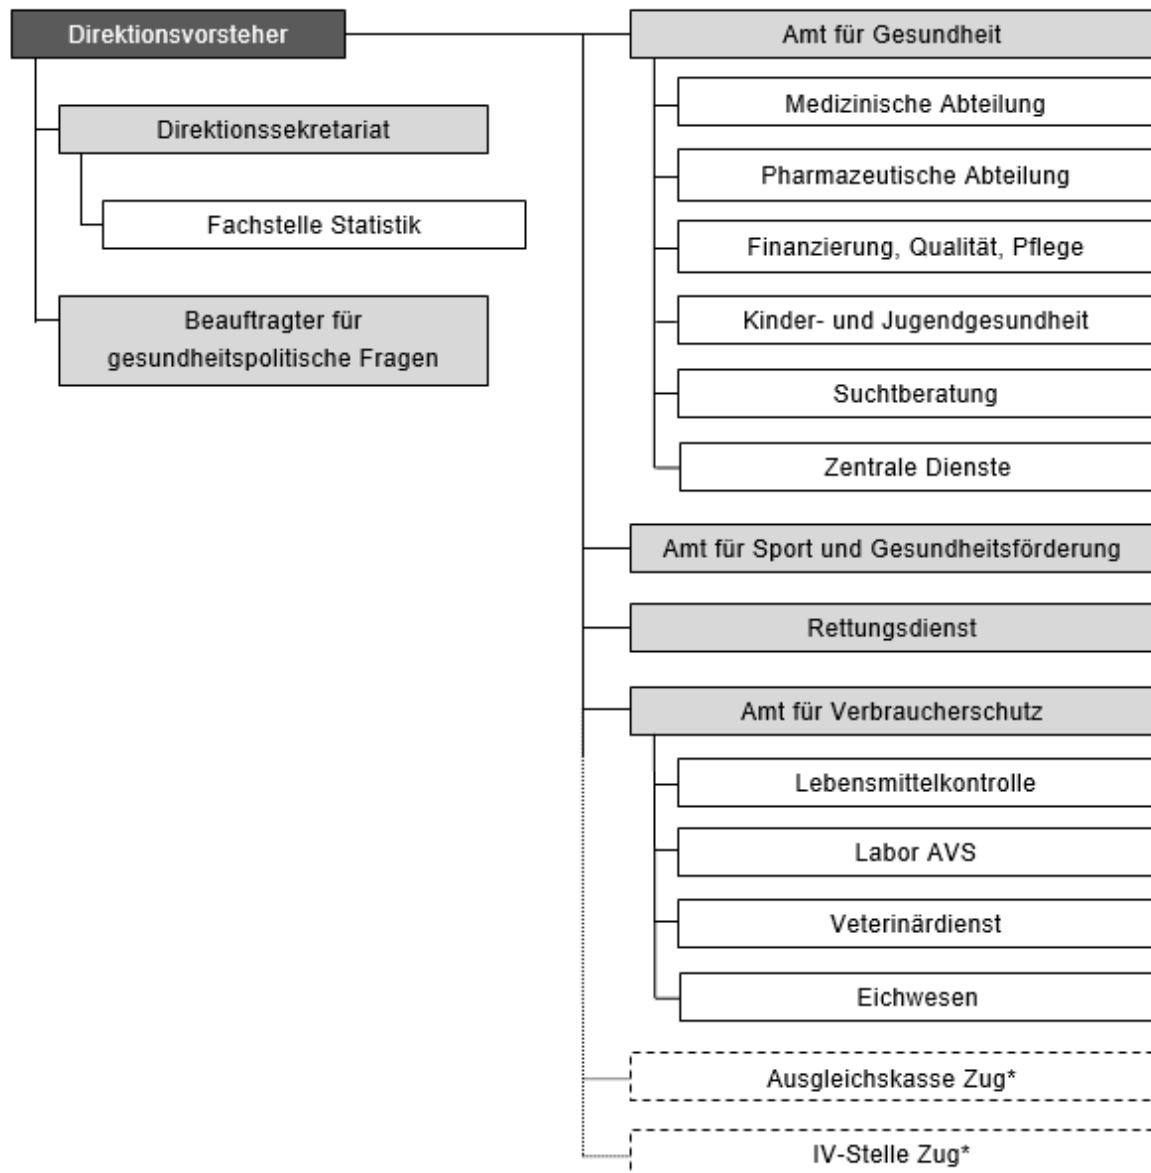 Direktionsvorsteher
Direktionssekretariat
Fachstelle Statistik
Beauftragter für
gesundheitspolitische Fragen
Amt für Gesundheit
Medizinische Abteilung
Pharmazeutische Abteilung
Finanzierung, Qualität, Pflege
Kinder- und Jugendgesundheit
Suchtberatung
Zentrale Dienste
Amt für Sport und Gesundheitsförderung
Rettungsdienst
Amt für Verbraucherschutz
Lebensmittelkontrolle
Labor AVS
Veterinärdienst
Eichwesen
Ausgleichskasse Zug*
IV-Stelle Zug*